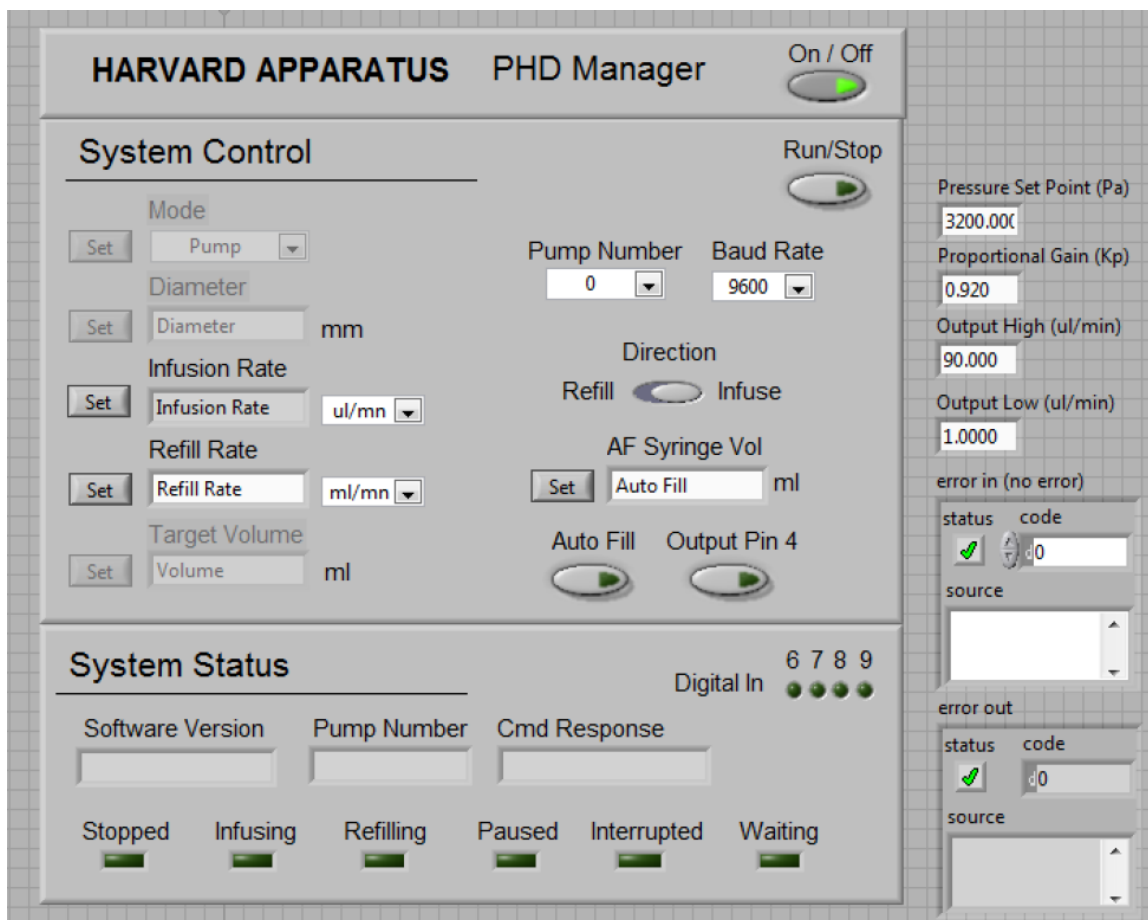 HARVARD APPARATUS PHD Manager
On / Off
System Control
Run/Stop
Mode
Set Pump
Diameter
Set Diameter mm
Infusion Rate
Set Infusion Rate ul/mn
Refill Rate
Set Refill Rate ml/mn
Target Volume
Set Volume ml
Pump Number Baud Rate
0 9600
Direction
Refill Infuse
AF Syringe Vol
Set Auto Fill ml
Auto Fill Output Pin 4
System Status
6 7 8 9
Digital In
Software Version Pump Number Cmd Response
Stopped Infusing Refilling Paused Interrupted Waiting
Pressure Set Point (Pa)
3200.00
Proportional Gain (Kp)
0.920
Output High (ul/min)
90.000
Output Low (ul/min)
1.0000
error in (no error)
status code
d0
source
error out
status code
d0
source